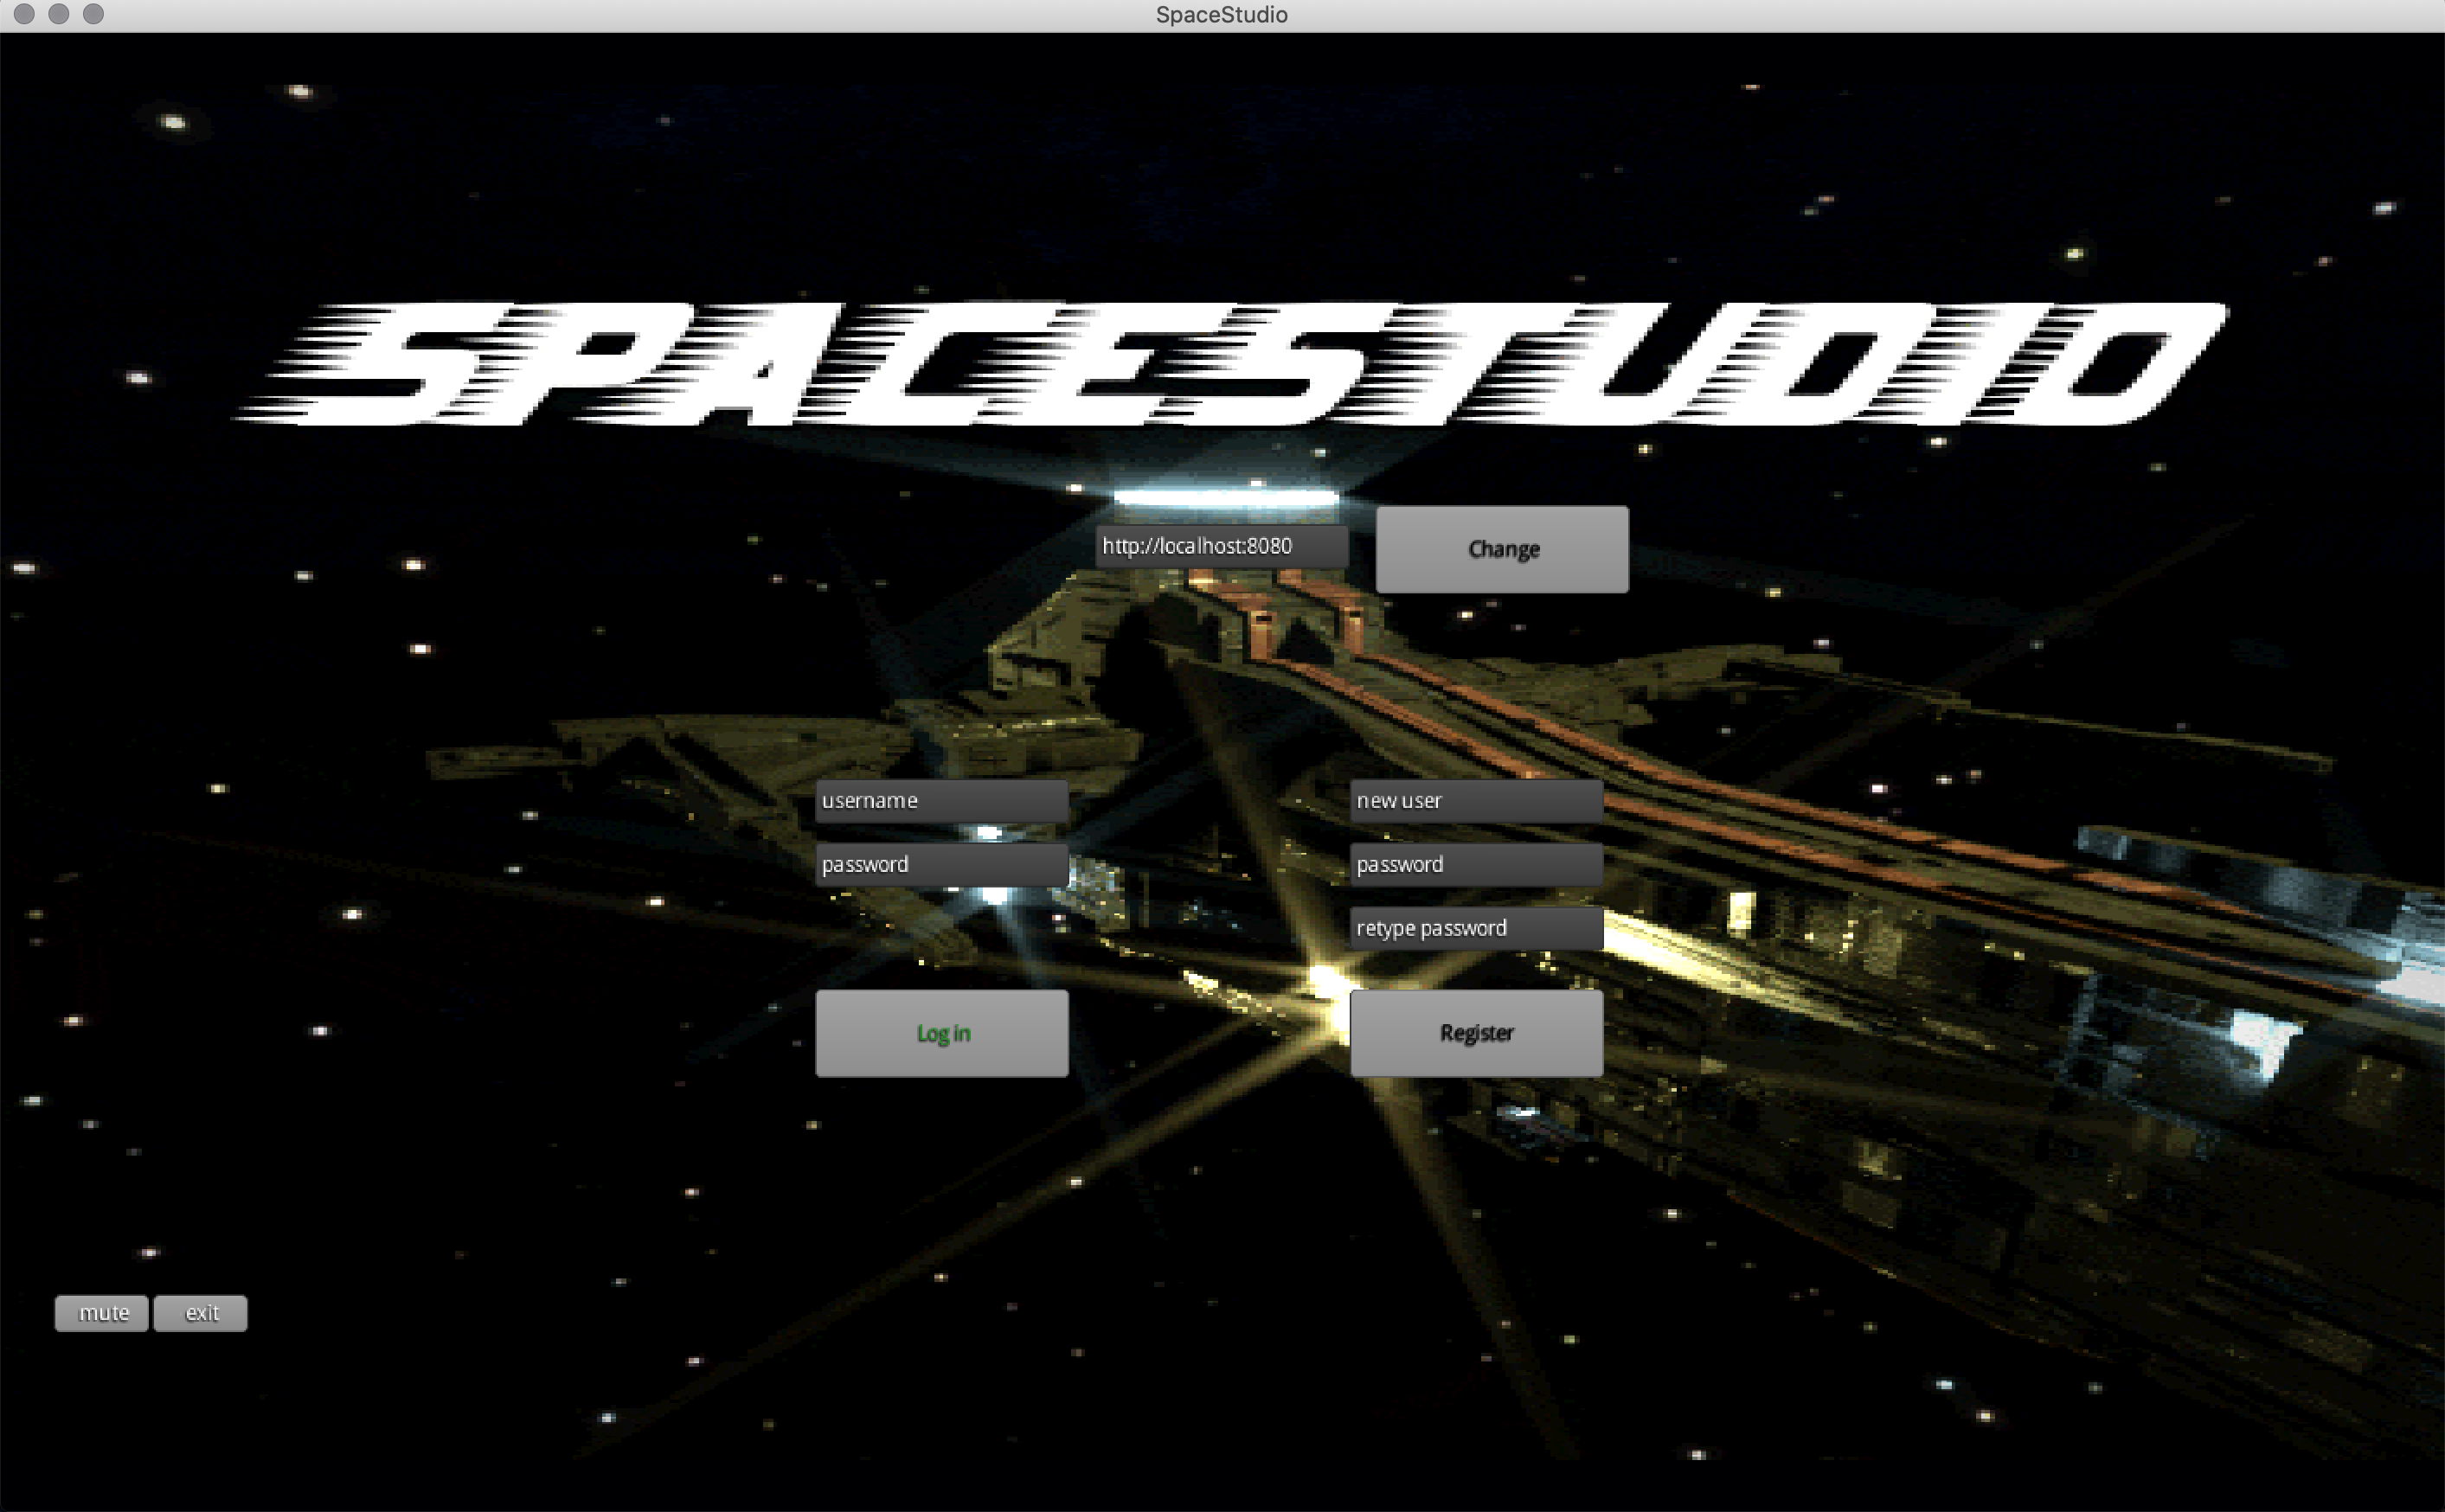 SpaceStudio
SPACESTUDIO
http://localhost:8080
Change
username
new user
password
password
retype password
Log in
Register
mute
exit